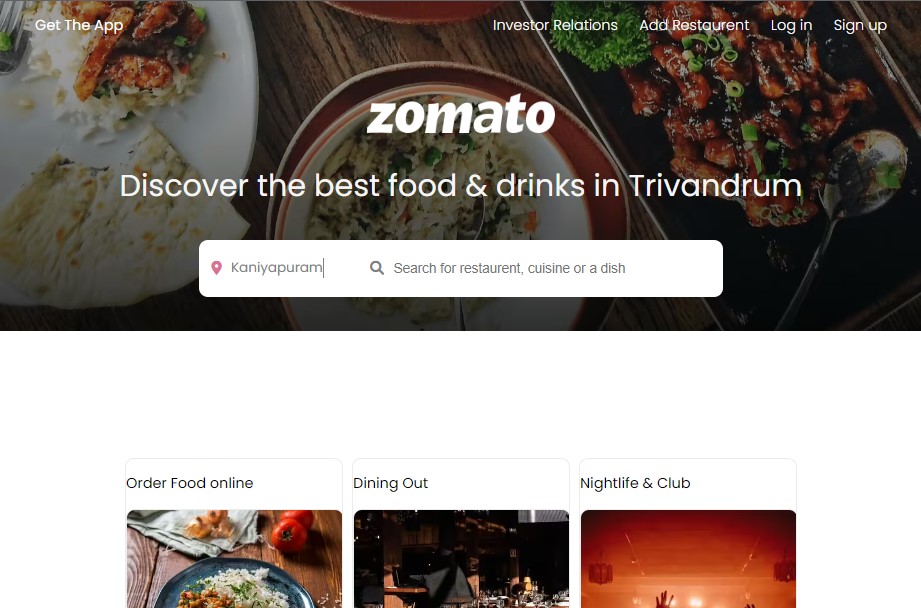 Get The App Investor Relations Add Restaurent Log in Sign up
zomato
Discover the best food & drinks in Trivandrum
Kaniyapuram Search for restaurent, cuisine or a dish
Order Food online Dining Out Nightlife & Club